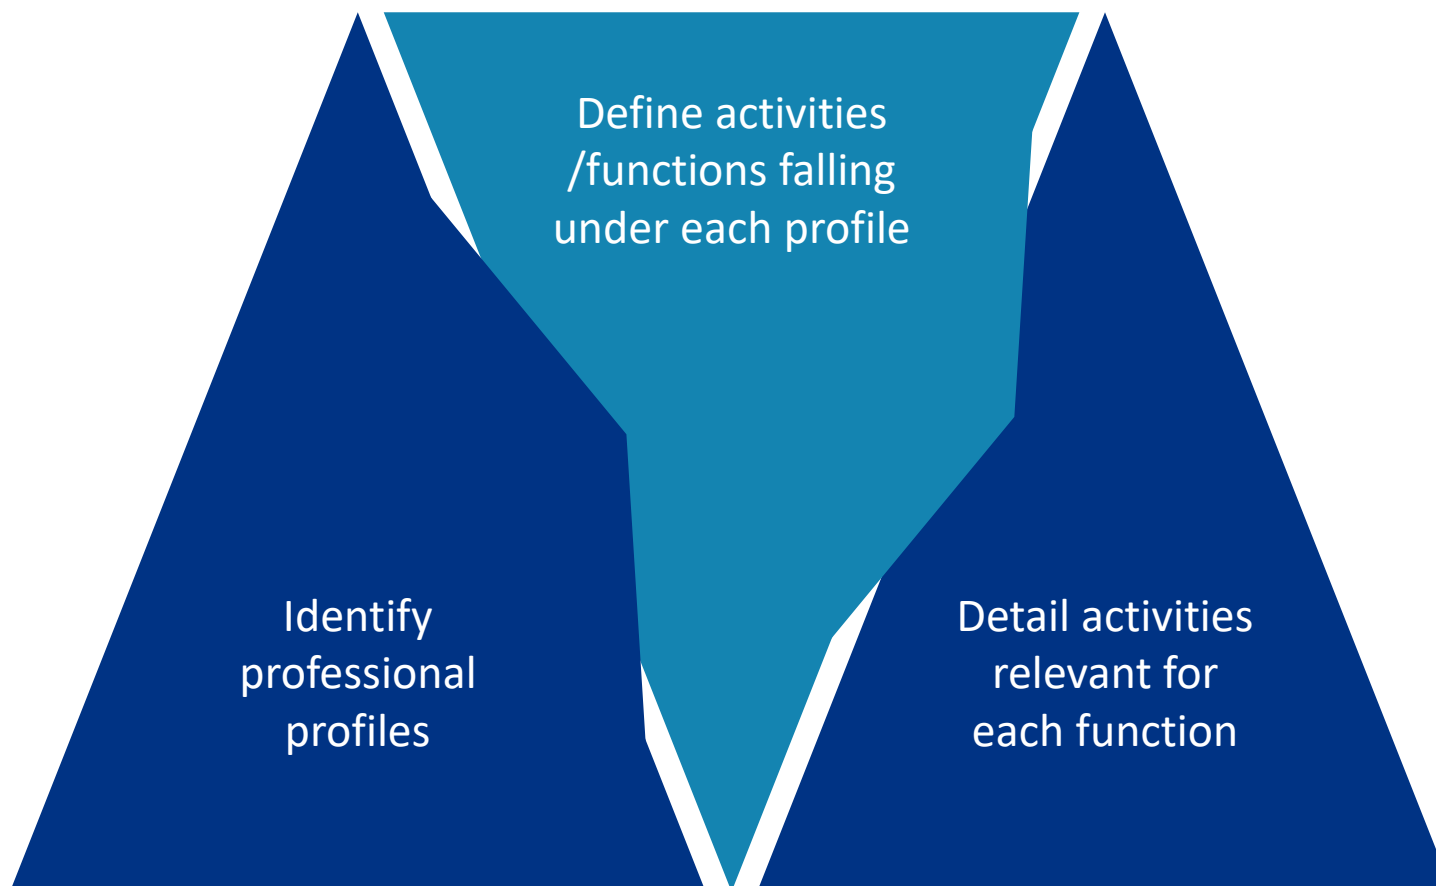 Define activities
/functions falling
under each profile
Identify
professional
profiles
Detail activities
relevant for
each function